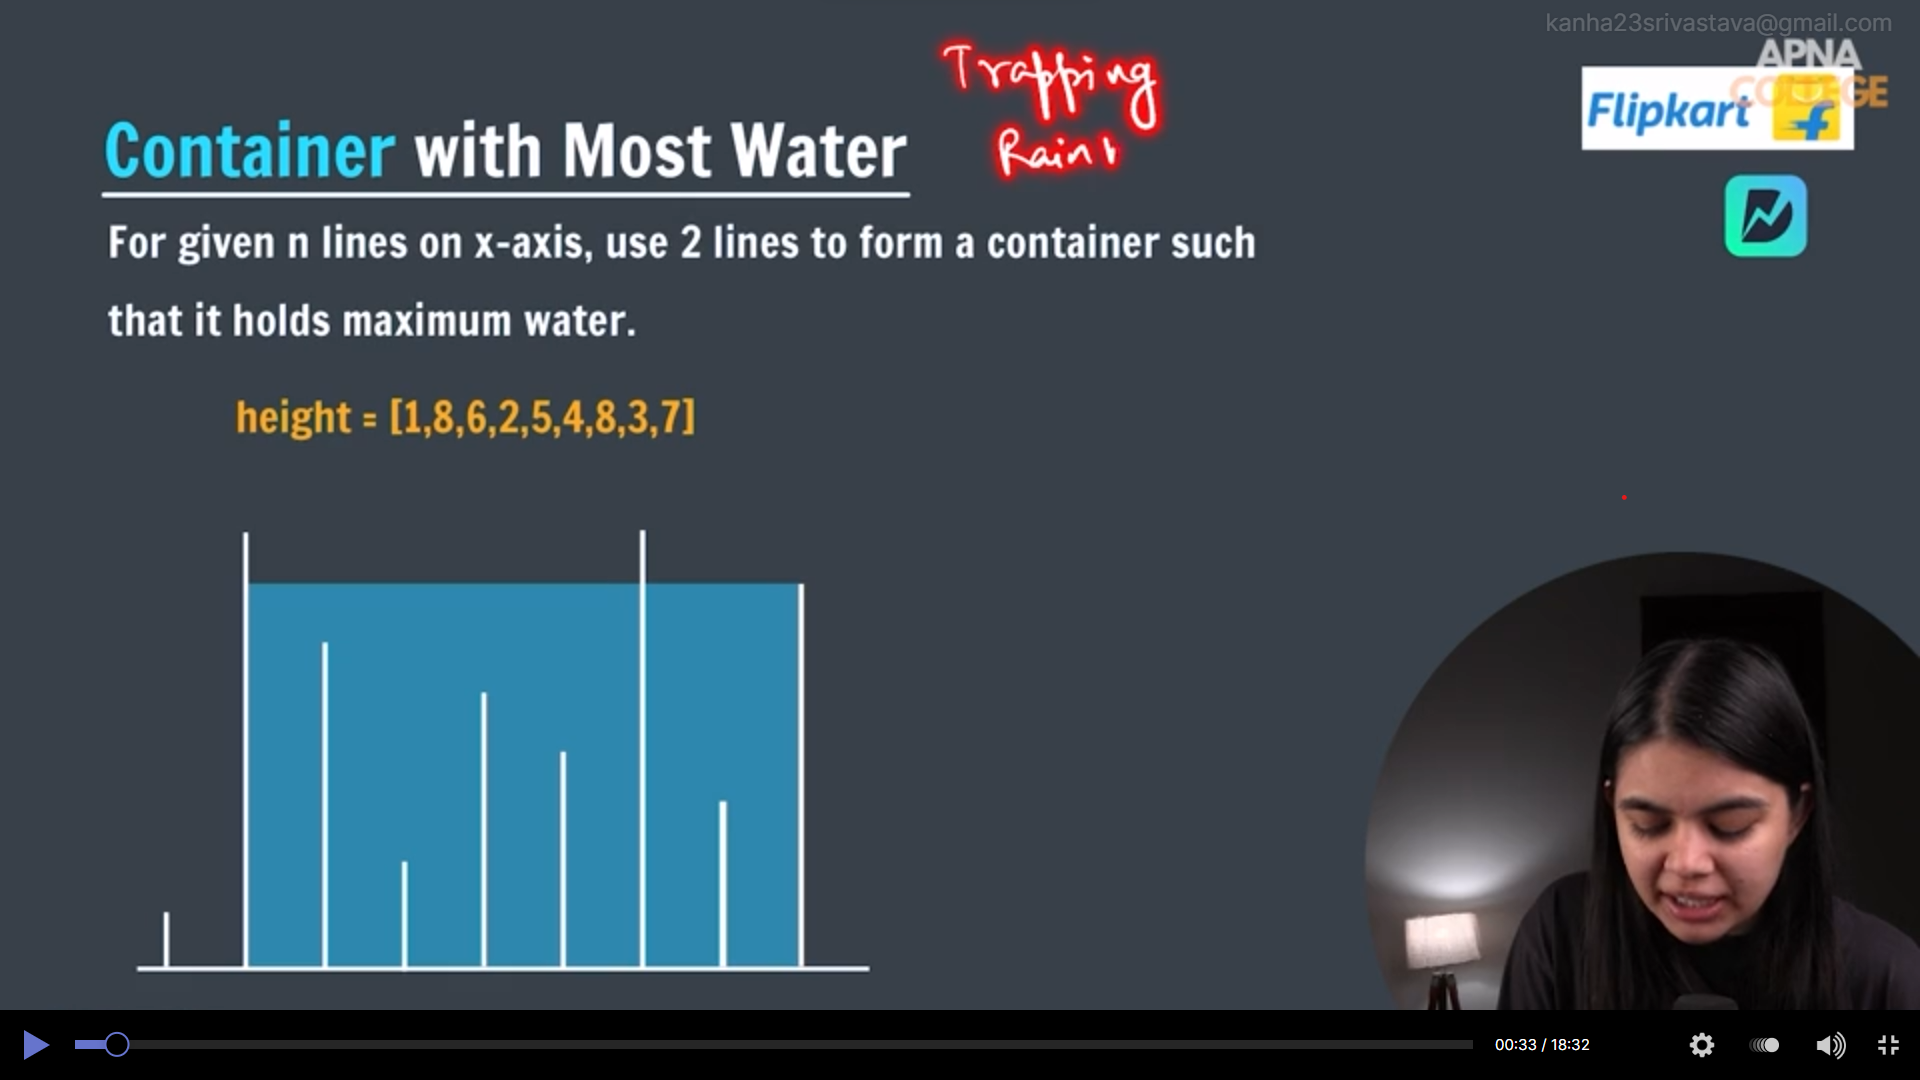 kanha23srivastava@gmail.com
APNA
COLLEGE
Flipkart
Trapping
Rain
Container with Most Water
For given n lines on x-axis, use 2 lines to form a container such
that it holds maximum water.
height = [1,8,6,2,5,4,8,3,7]
00:33 / 18:32